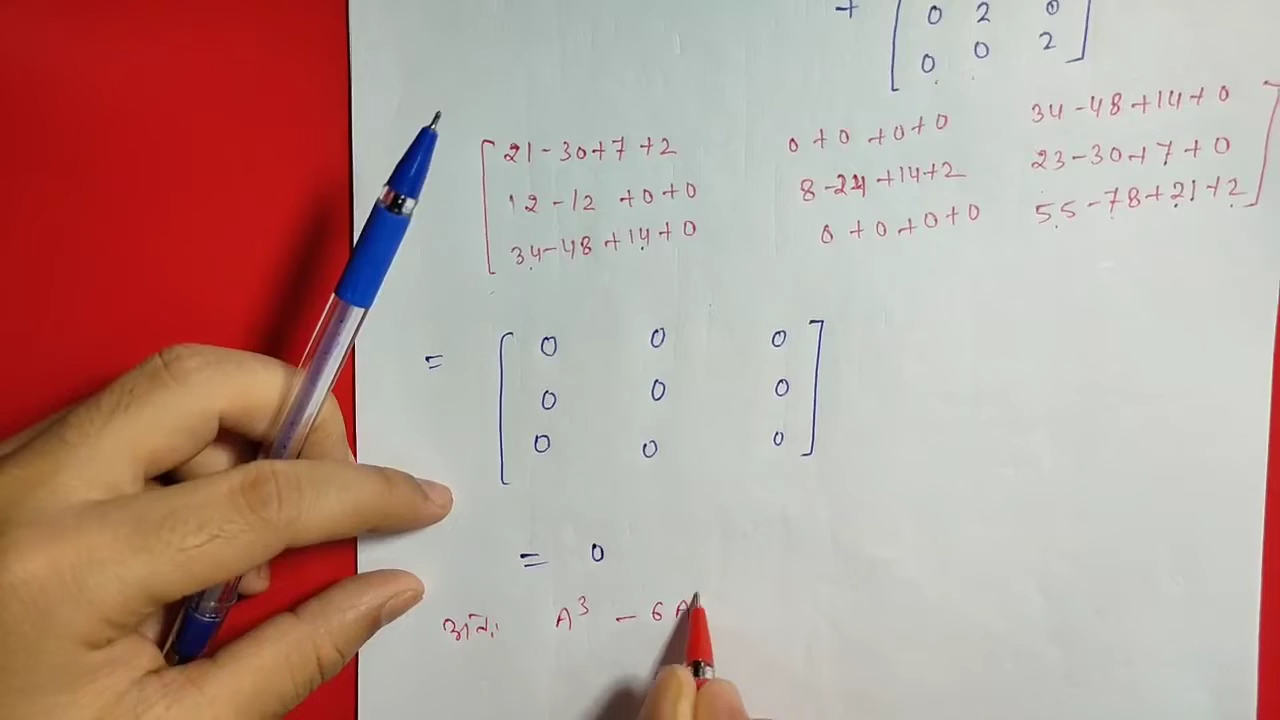 + [ 0 2 0
0 0 2 ]
[ 21-30+7+2 0+0+0+0 34-48+14+0
12-12+0+0 8-24+14+2 23-30+7+0
34-48+14+0 0+0+0+0 55-78+21+2 ]
= [ 0 0 0
0 0 0
0 0 0 ]
= 0
अतः A³ - 6A